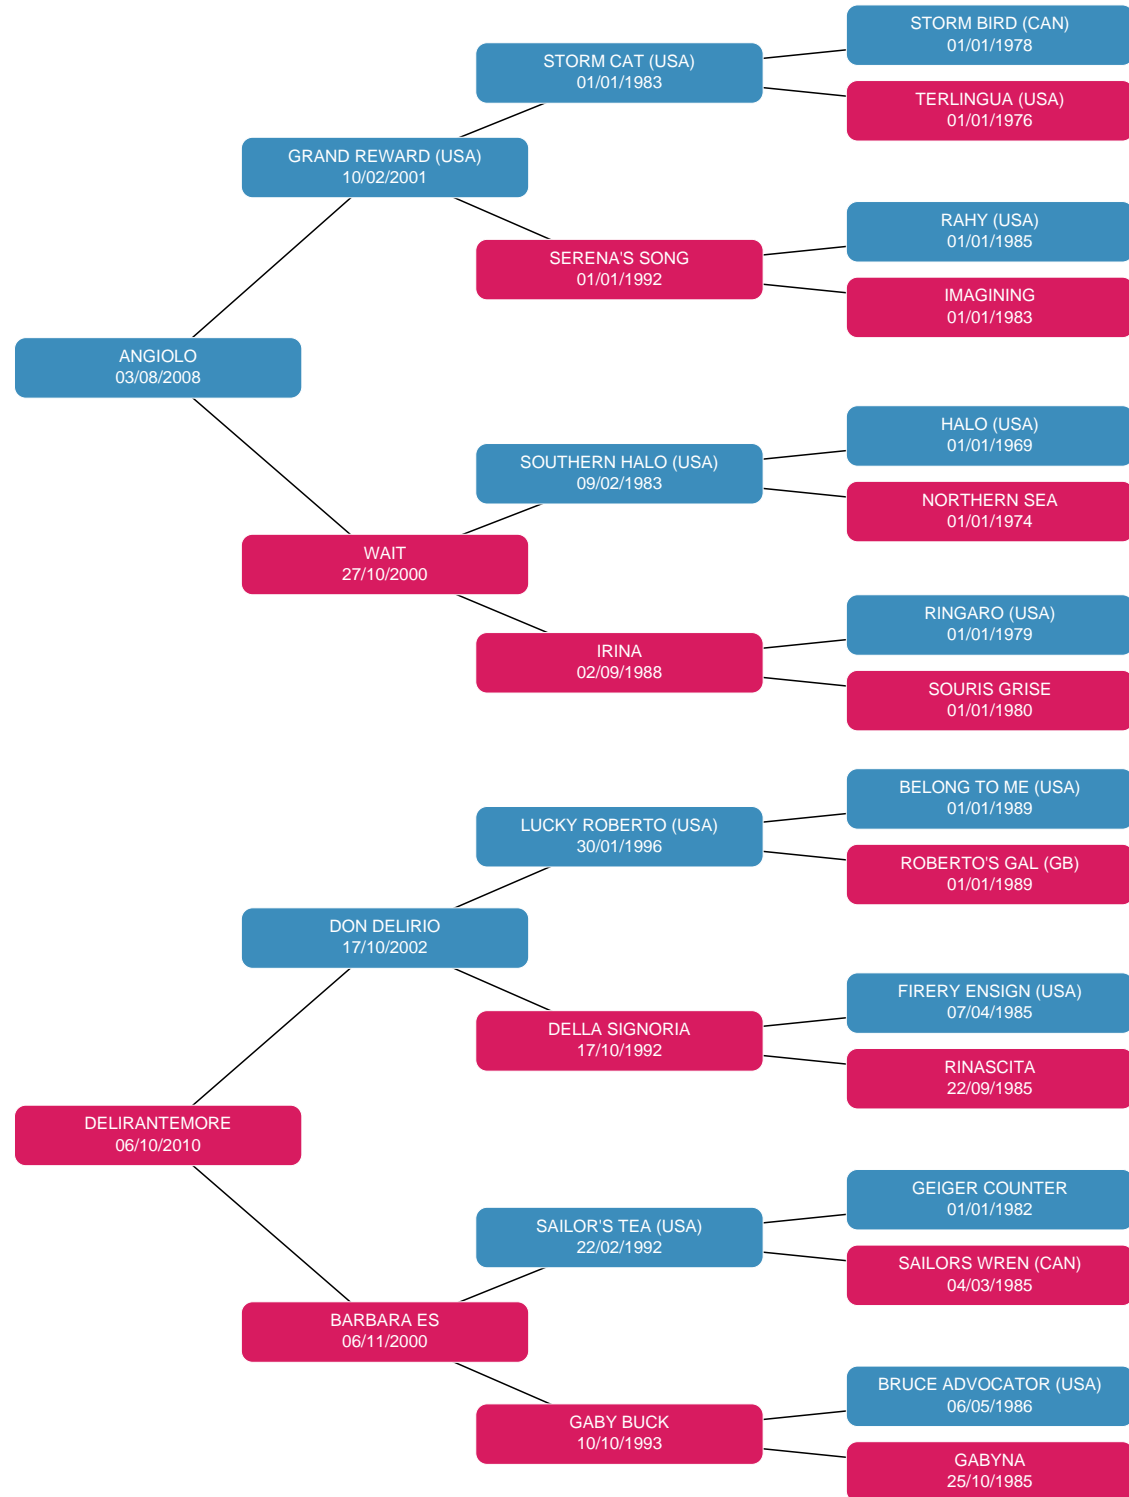 STORM BIRD (CAN)
01/01/1978
STORM CAT (USA)
01/01/1983
TERLINGUA (USA)
01/01/1976
GRAND REWARD (USA)
10/02/2001
RAHY (USA)
01/01/1985
SERENA'S SONG
01/01/1992
IMAGINING
01/01/1983
ANGIOLO
03/08/2008
HALO (USA)
01/01/1969
SOUTHERN HALO (USA)
09/02/1983
NORTHERN SEA
01/01/1974
WAIT
27/10/2000
RINGARO (USA)
01/01/1979
IRINA
02/09/1988
SOURIS GRISE
01/01/1980
BELONG TO ME (USA)
01/01/1989
LUCKY ROBERTO (USA)
30/01/1996
ROBERTO'S GAL (GB)
01/01/1989
DON DELIRIO
17/10/2002
FIRERY ENSIGN (USA)
07/04/1985
DELLA SIGNORIA
17/10/1992
RINASCITA
22/09/1985
DELIRANTEMORE
06/10/2010
GEIGER COUNTER
01/01/1982
SAILOR'S TEA (USA)
22/02/1992
SAILORS WREN (CAN)
04/03/1985
BARBARA ES
06/11/2000
BRUCE ADVOCATOR (USA)
06/05/1986
GABY BUCK
10/10/1993
GABYNA
25/10/1985